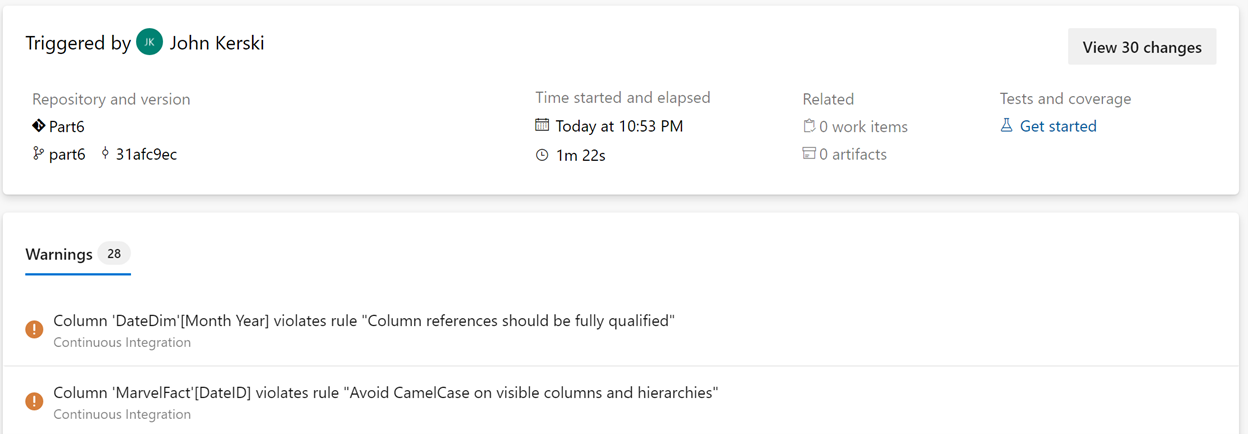 Triggered by JK John Kerski
View 30 changes
Repository and version
Part6
part6 31afc9ec
Time started and elapsed
Today at 10:53 PM
1m 22s
Related
0 work items
0 artifacts
Tests and coverage
Get started
Warnings 28
Column 'DateDim'[Month Year] violates rule "Column references should be fully qualified"
Continuous Integration
Column 'MarvelFact'[DateID] violates rule "Avoid CamelCase on visible columns and hierarchies"
Continuous Integration